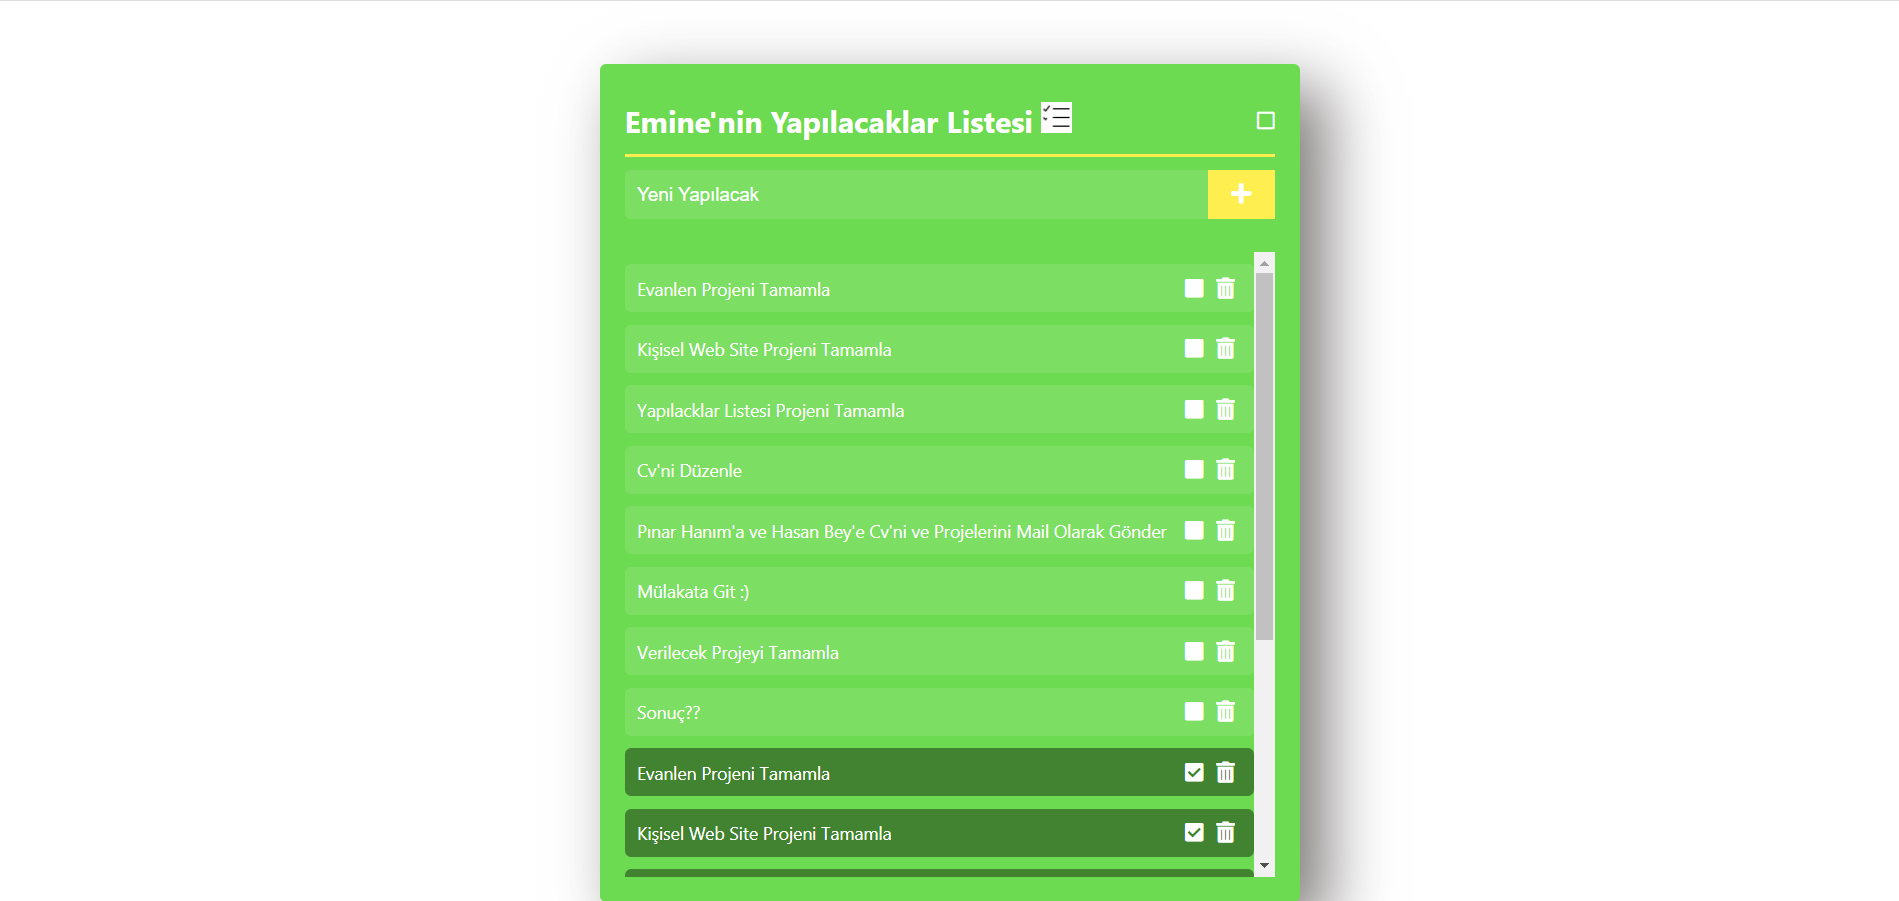 Emine'nin Yapılacaklar Listesi
Yeni Yapılacak
Evanlen Projeni Tamamla
Kişisel Web Site Projeni Tamamla
Yapılacklar Listesi Projeni Tamamla
Cv'ni Düzenle
Pınar Hanım'a ve Hasan Bey'e Cv'ni ve Projelerini Mail Olarak Gönder
Mülakata Git :)
Verilecek Projeyi Tamamla
Sonuç??
Evanlen Projeni Tamamla
Kişisel Web Site Projeni Tamamla